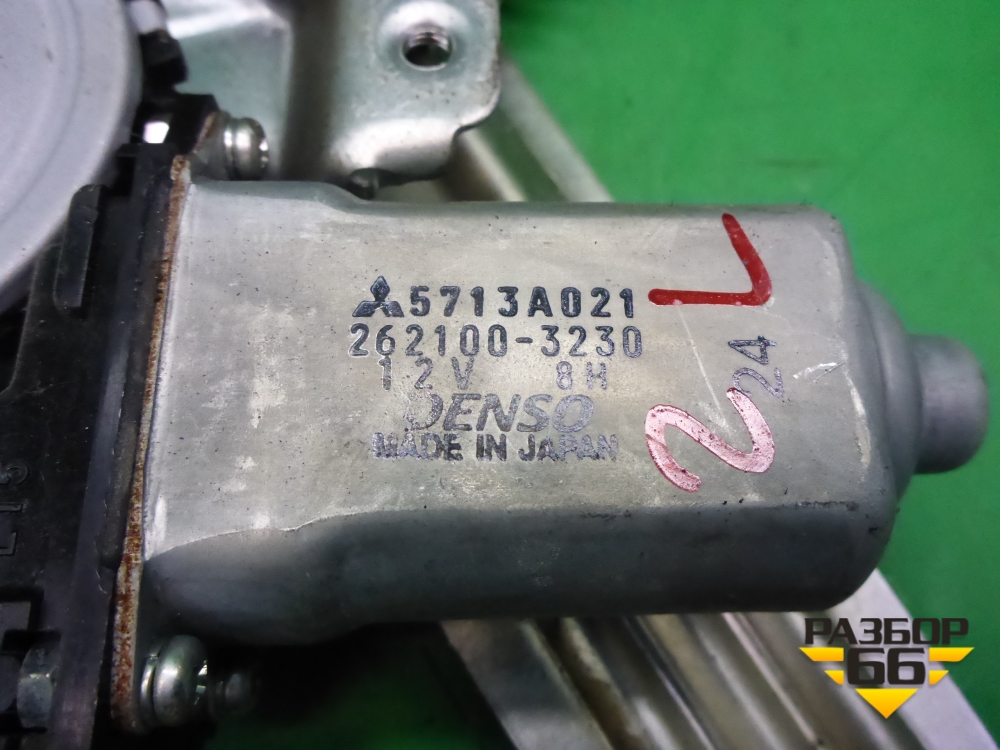 5713A021
262100-3230
12V 8H
DENSO
MADE IN JAPAN
24
L
2
РАЗБОР
66